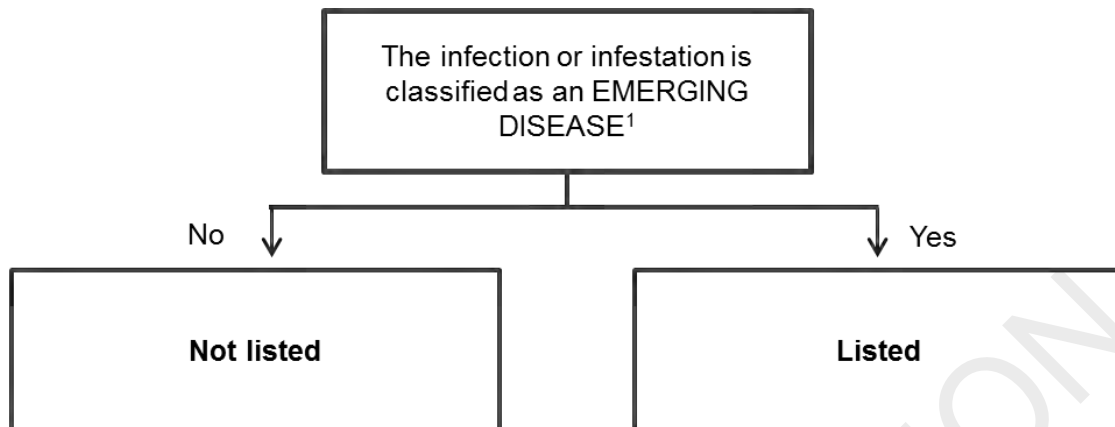 The infection or infestation is
classified as an EMERGING
DISEASE¹
No
Yes
Not listed
Listed